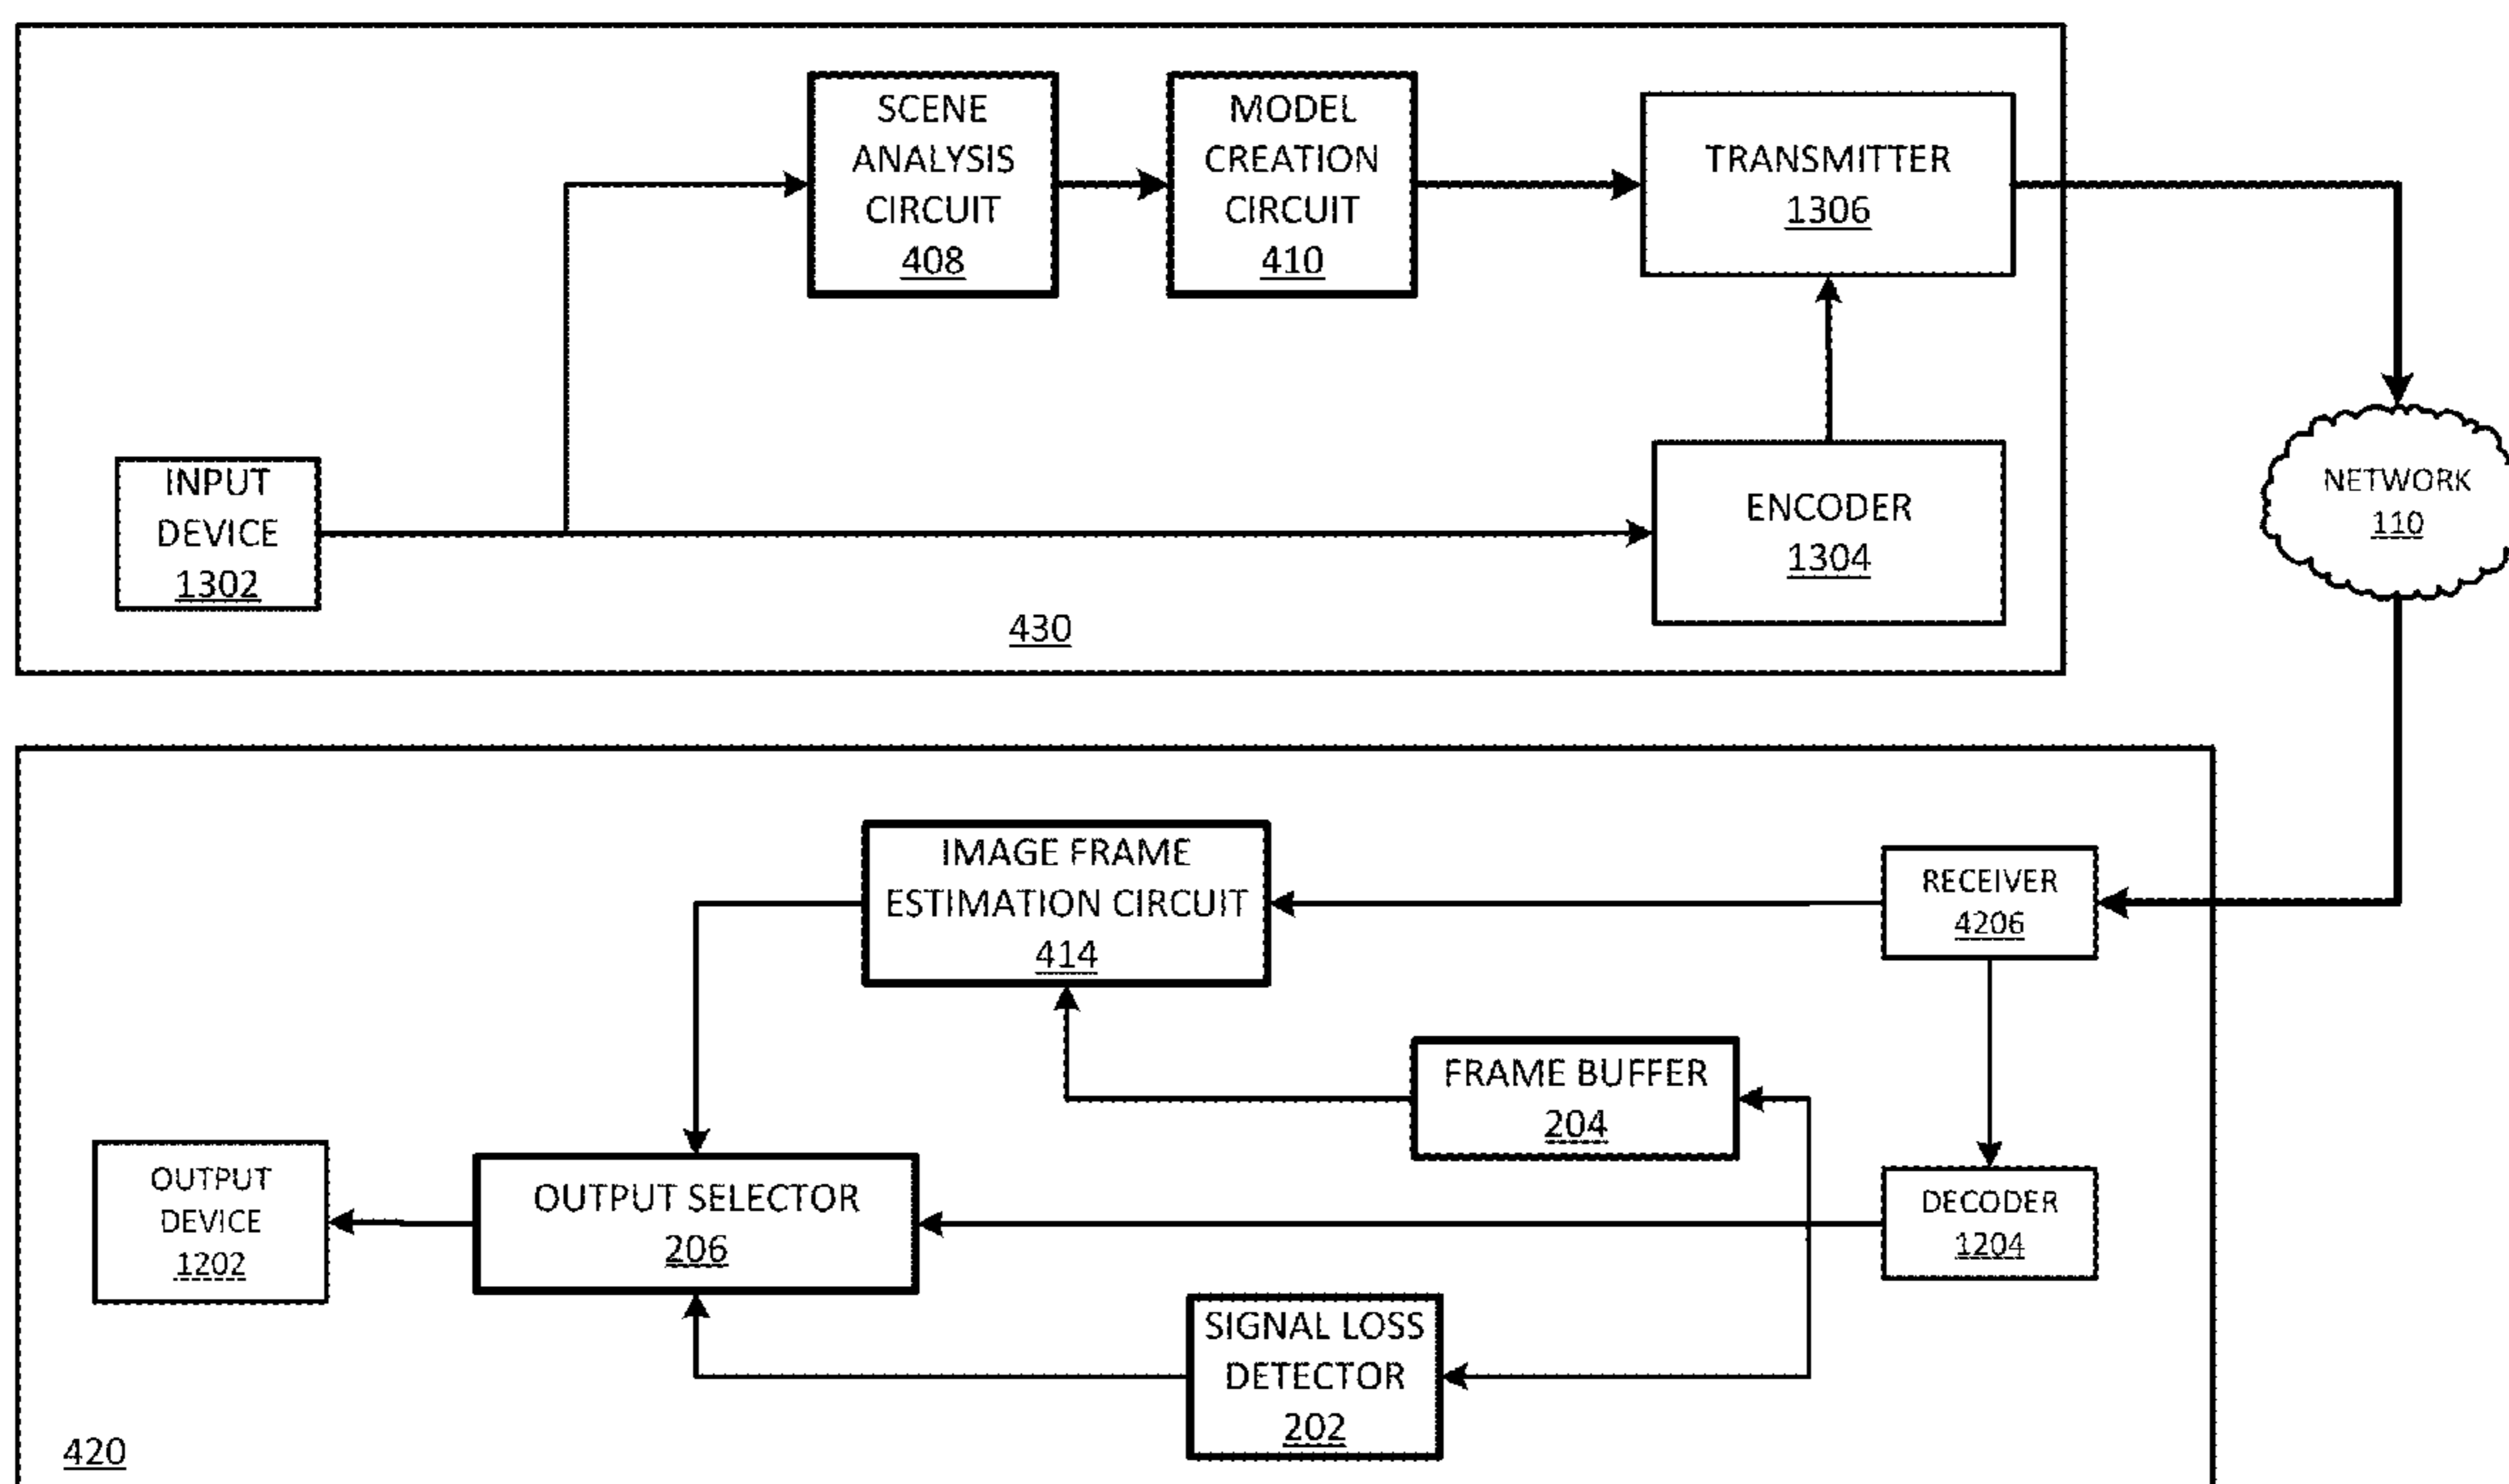 SCENE
ANALYSIS
CIRCUIT
408
MODEL
CREATION
CIRCUIT
410
TRANSMITTER
1306
INPUT
DEVICE
1302
ENCODER
1304
NETWORK
110
430
IMAGE FRAME
ESTIMATION CIRCUIT
414
RECEIVER
4206
FRAME BUFFER
204
OUTPUT
DEVICE
1202
OUTPUT SELECTOR
206
DECODER
1204
SIGNAL LOSS
DETECTOR
202
420